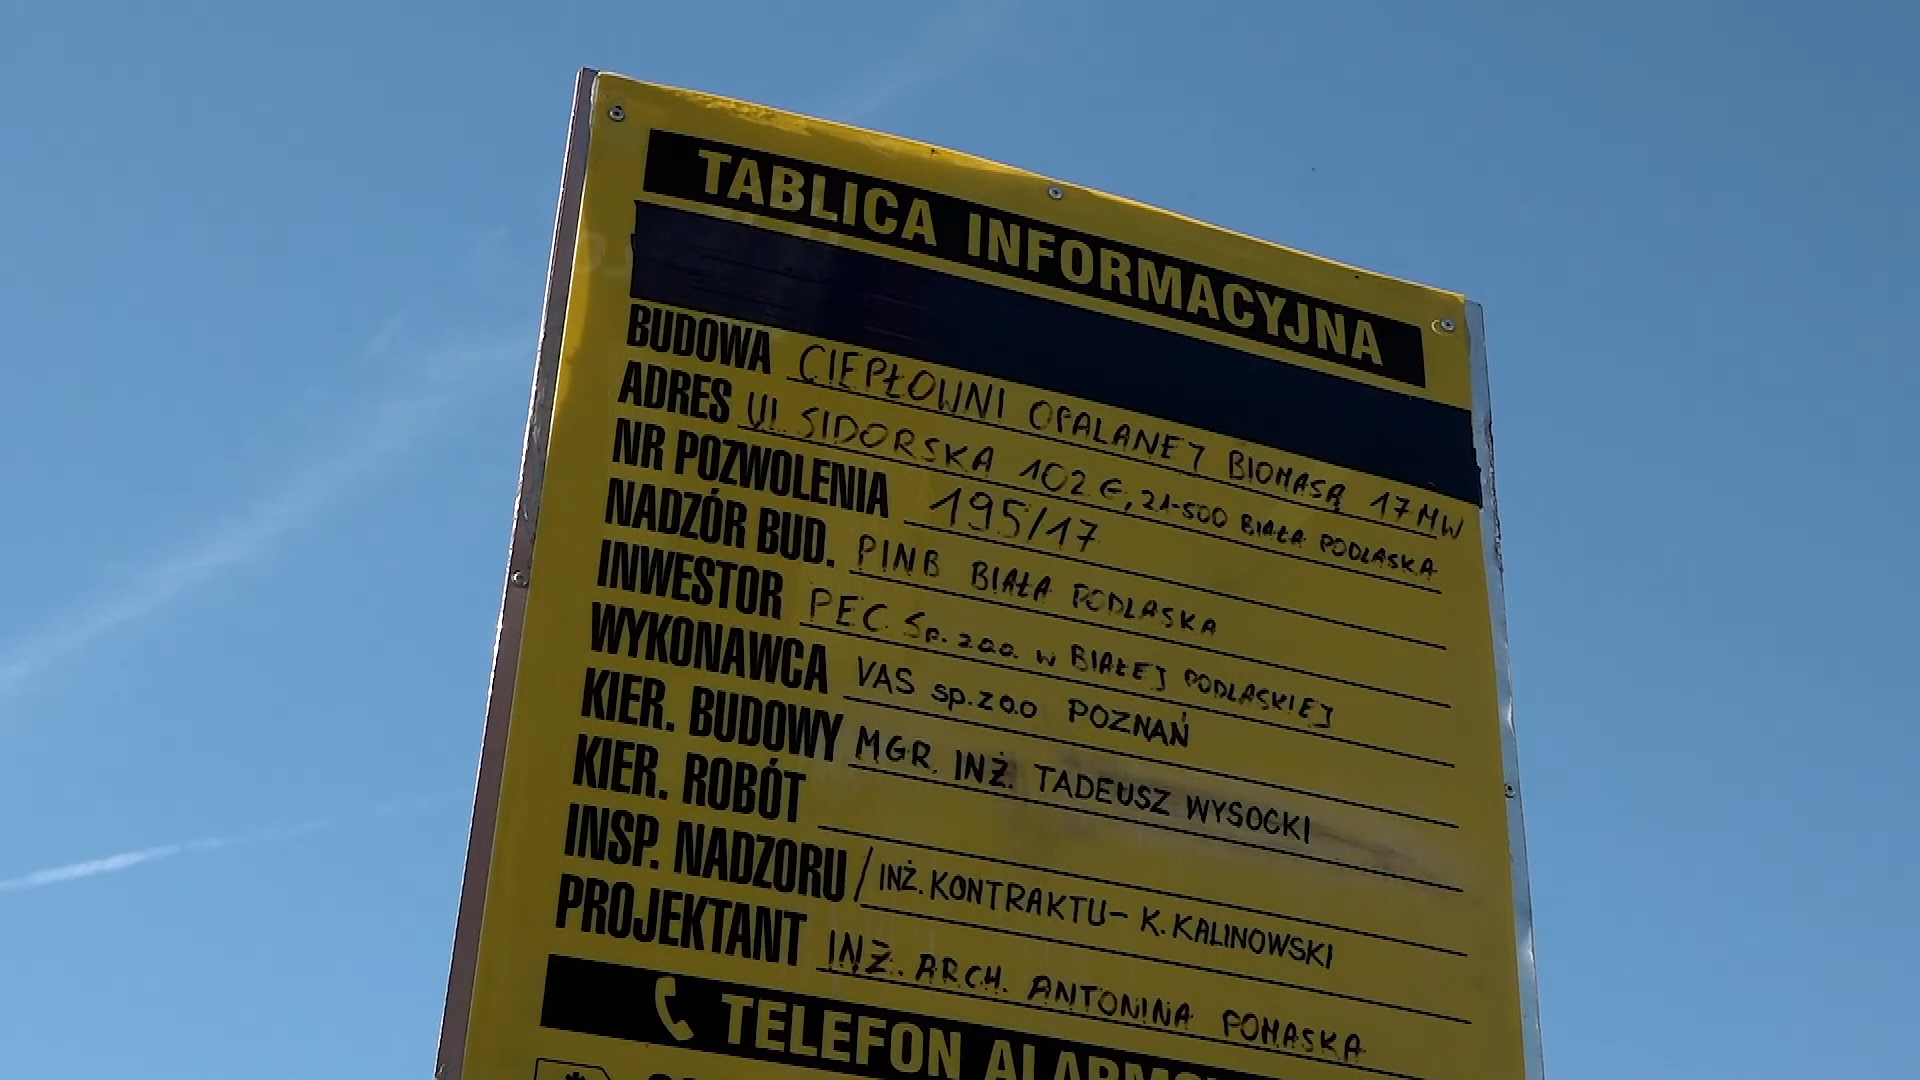 TABLICA INFORMACYJNA
BUDOWA CIEPŁOWNI OPALANEJ BIOMASĄ 17 MW
ADRES Ul. SIDORSKA 102 G, 21-500 BIAŁA PODLASKA
NR POZWOLENIA 195/17
NADZÓR BUD. PINB BIAŁA PODLASKA
INWESTOR PEC Sp. z o.o. w BIAŁEJ PODLASKIEJ
WYKONAWCA VAS sp. z o.o POZNAŃ
KIER. BUDOWY MGR. INŻ. TADEUSZ WYSOCKI
KIER. ROBÓT
INSP. NADZORU / INŻ. KONTRAKTU - K. KALINOWSKI
PROJEKTANT INŻ. ARCH. ANTONINA POMASKA
TELEFON